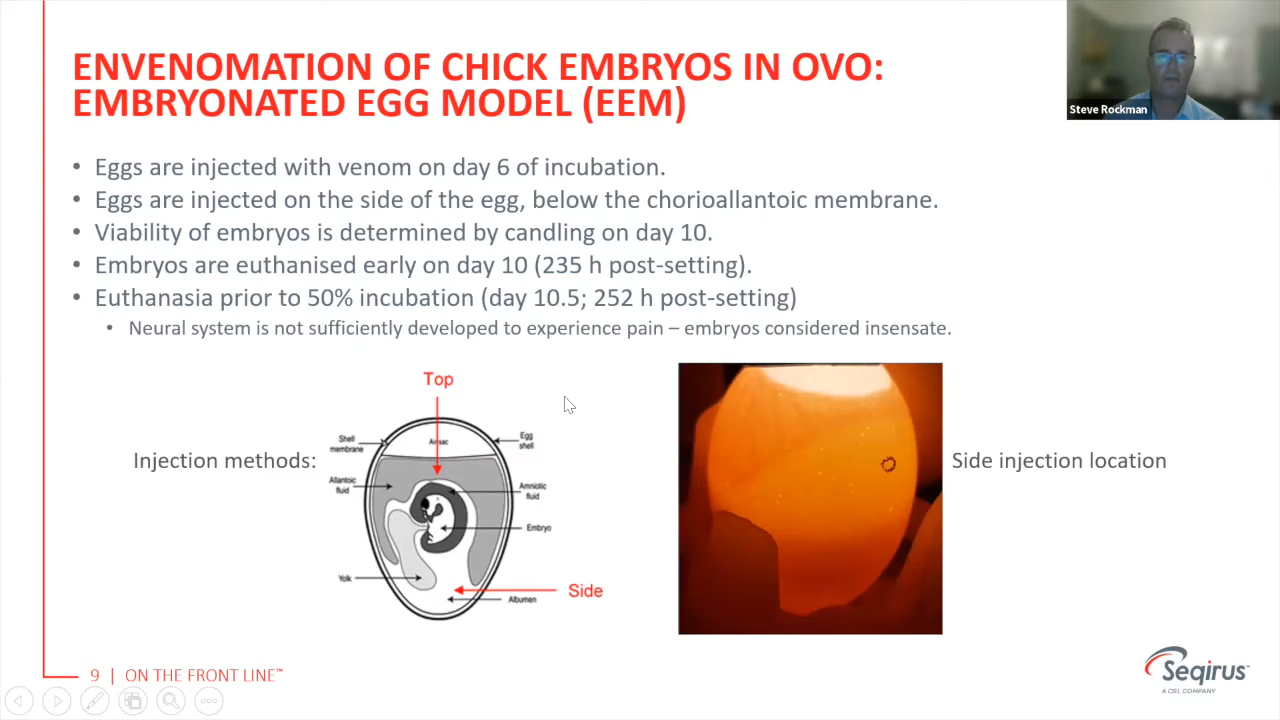 ENVENOMATION OF CHICK EMBRYOS IN OVO:
EMBRYONATED EGG MODEL (EEM)
Steve Rockman
• Eggs are injected with venom on day 6 of incubation.
• Eggs are injected on the side of the egg, below the chorioallantoic membrane.
• Viability of embryos is determined by candling on day 10.
• Embryos are euthanised early on day 10 (235 h post-setting).
• Euthanasia prior to 50% incubation (day 10.5; 252 h post-setting)
• Neural system is not sufficiently developed to experience pain – embryos considered insensate.
Injection methods:
Top
Shell
membrane
Egg
shell
Allantoic
fluid
Amniotic
fluid
Embryo
Yolk
Side
Albumen
Side injection location
9 | ON THE FRONT LINE™
Seqirus™
A CSL COMPANY